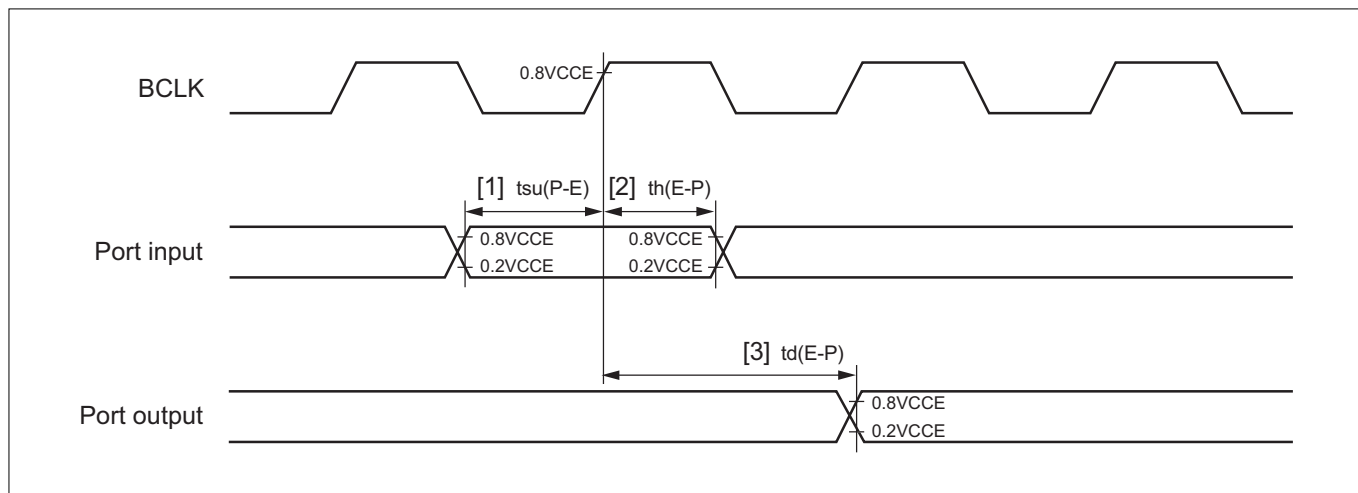 BCLK
0.8VCCE
[1] tsu(P-E)
[2] th(E-P)
Port input
0.8VCCE
0.8VCCE
0.2VCCE
0.2VCCE
[3] td(E-P)
Port output
0.8VCCE
0.2VCCE